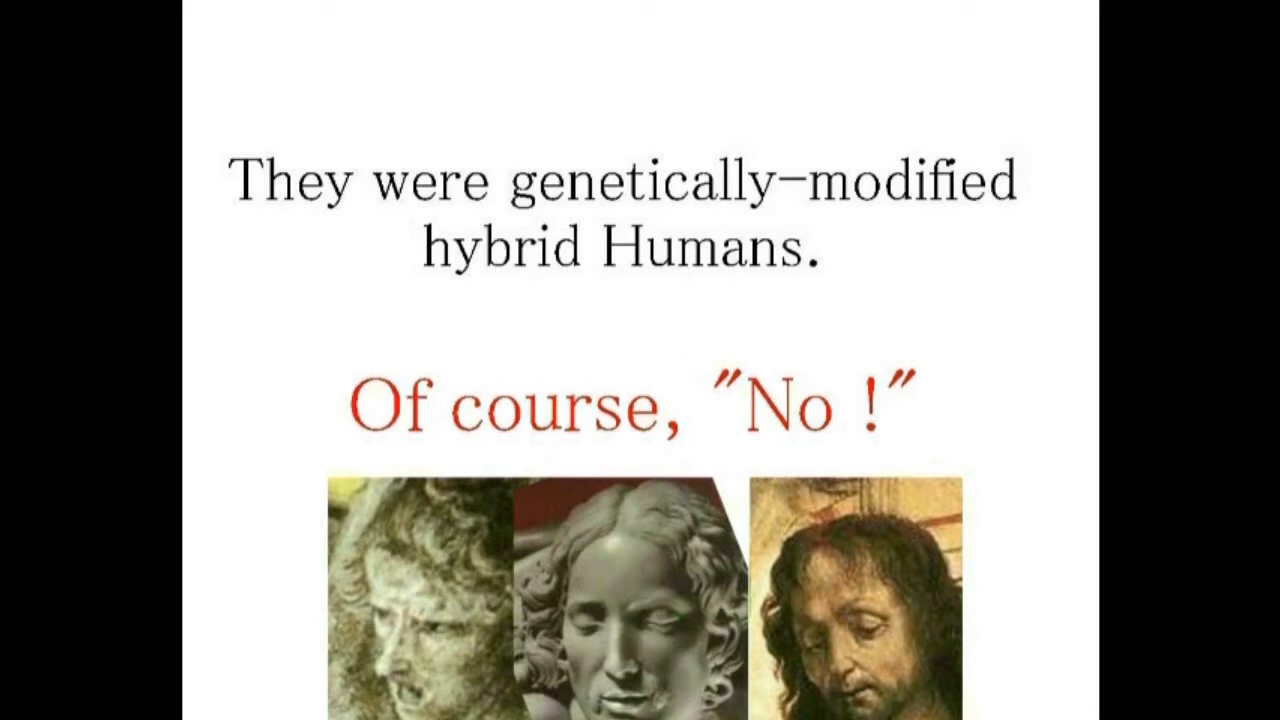 They were genetically-modified
hybrid Humans.
Of course, "No !"